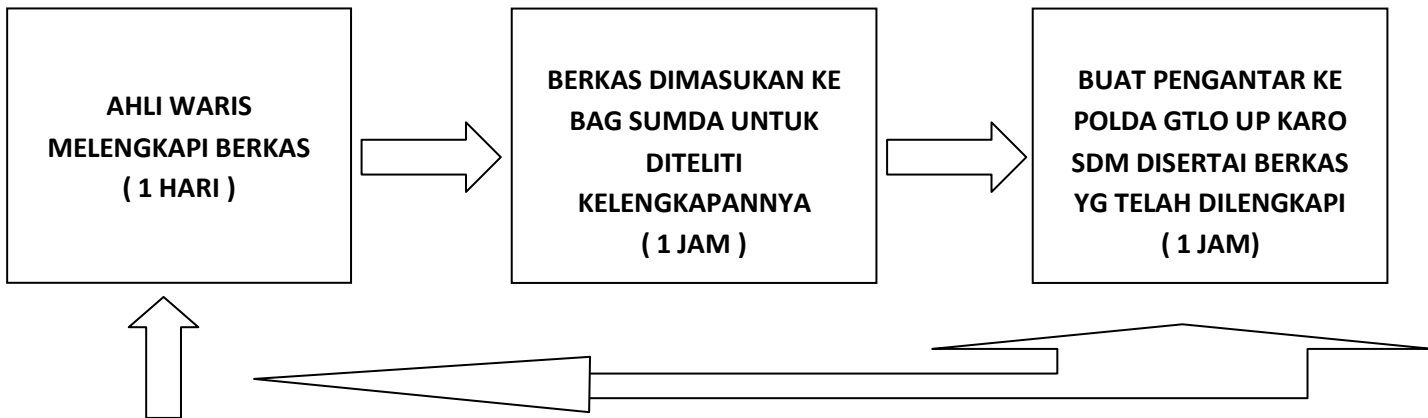 AHLI WARIS
MELENGKAPI BERKAS
( 1 HARI )
BERKAS DIMASUKAN KE
BAG SUMDA UNTUK
DITELITI
KELENGKAPANNYA
( 1 JAM )
BUAT PENGANTAR KE
POLDA GTLO UP KARO
SDM DISERTAI BERKAS
YG TELAH DILENGKAPI
( 1 JAM)